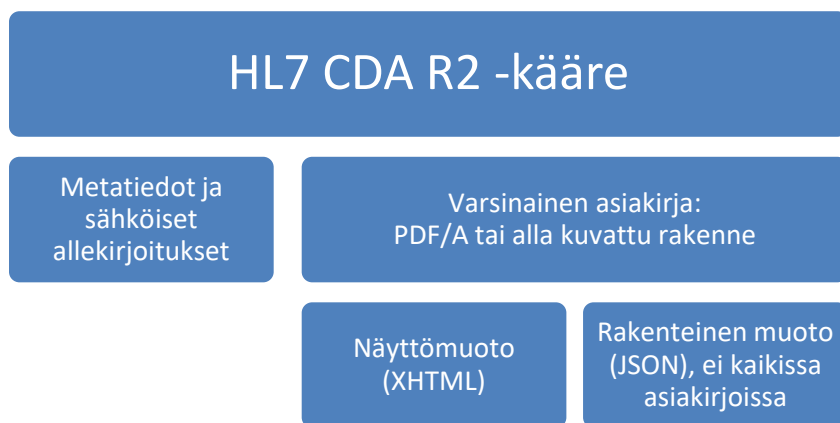 HL7 CDA R2 -kääre
Metatiedot ja
sähköiset
allekirjoitukset
Varsinainen asiakirja:
PDF/A tai alla kuvattu rakenne
Näyttömuoto
(XHTML)
Rakenteinen muoto
(JSON), ei kaikissa
asiakirjoissa